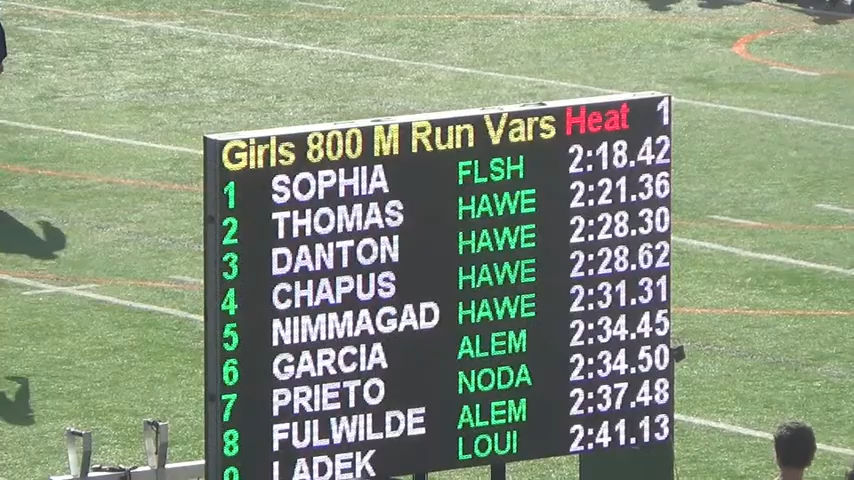 Girls 800 M Run Vars Heat 1
1 SOPHIA FLSH 2:18.42
2 THOMAS HAWE 2:21.36
3 DANTON HAWE 2:28.30
4 CHAPUS HAWE 2:28.62
5 NIMMAGAD HAWE 2:31.31
6 GARCIA ALEM 2:34.45
7 PRIETO NODA 2:34.50
8 FULWILDE ALEM 2:37.48
9 LADEK LOUI 2:41.13